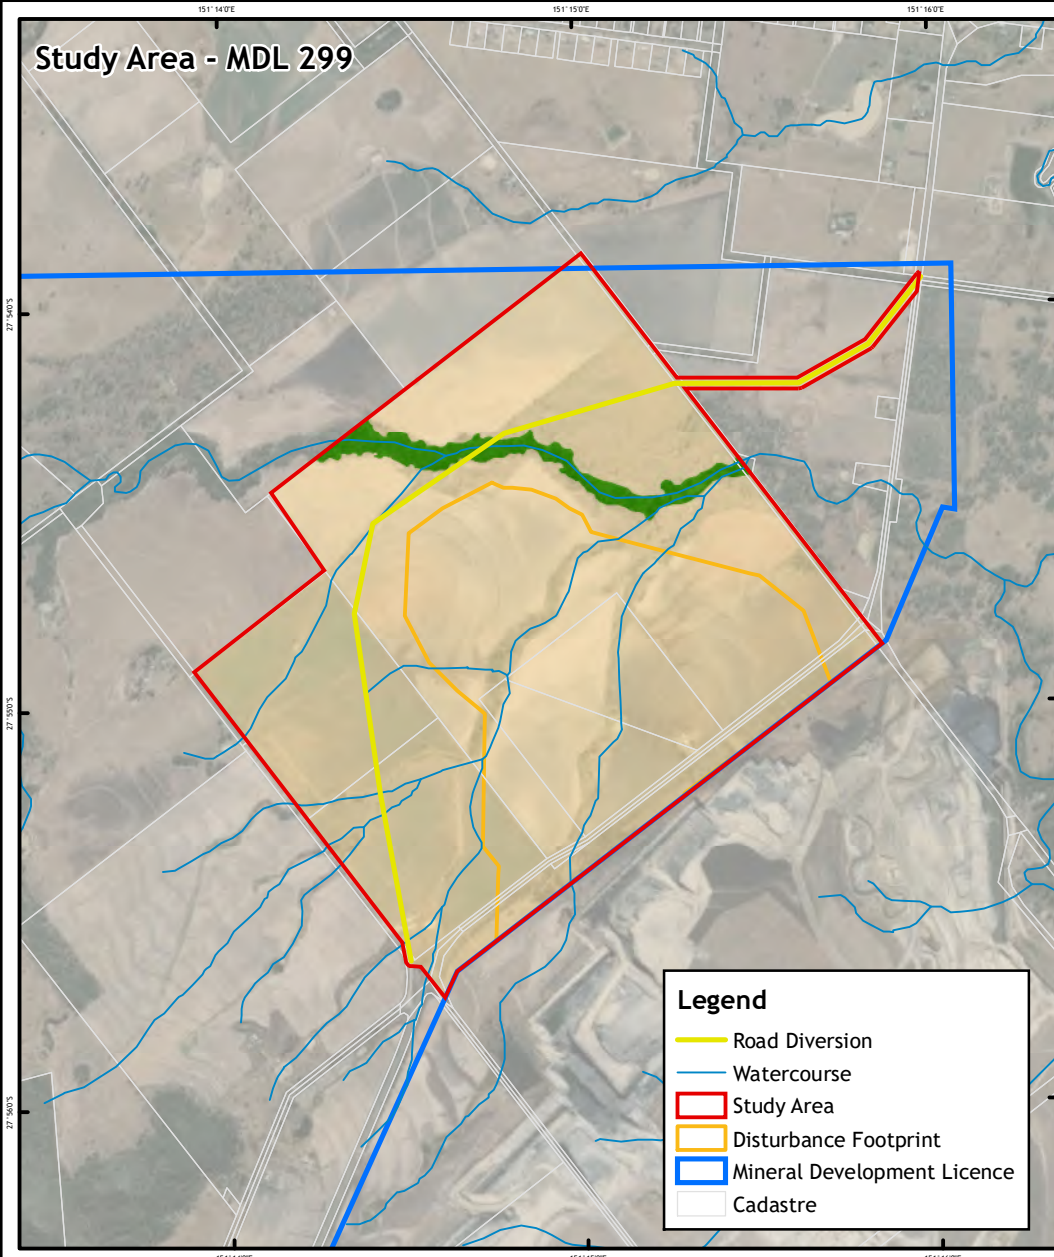 151°14'0"E
151°15'0"E
151°16'0"E
Study Area - MDL 299
27°54'0"S
27°55'0"S
27°56'0"S
Legend
Road Diversion
Watercourse
Study Area
Disturbance Footprint
Mineral Development Licence
Cadastre